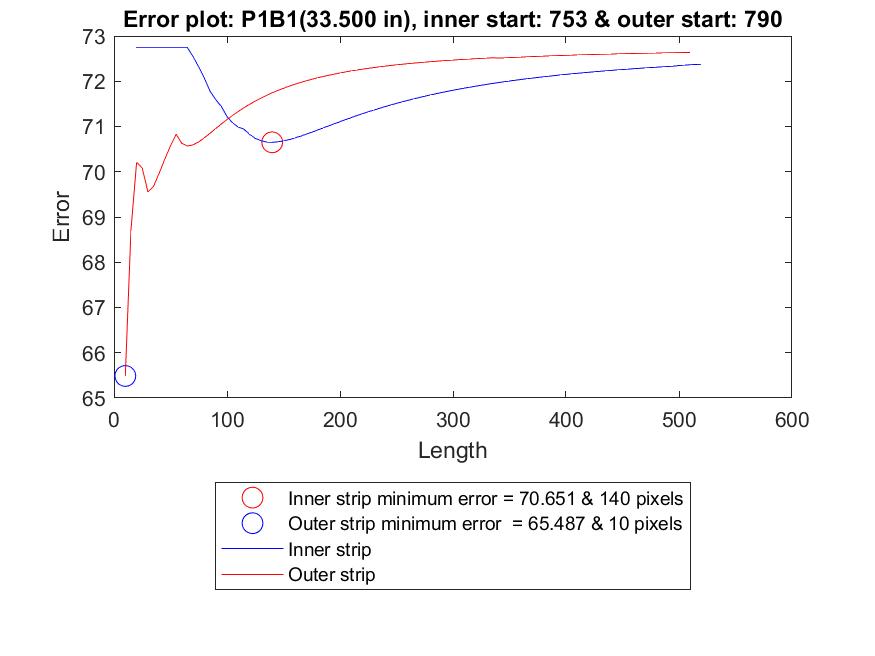 Error plot: P1B1(33.500 in), inner start: 753 & outer start: 790
73
72
71
70
69
68
67
66
65
Error
0 100 200 300 400 500 600
Length
Inner strip minimum error = 70.651 & 140 pixels
Outer strip minimum error  = 65.487 & 10 pixels
Inner strip
Outer strip